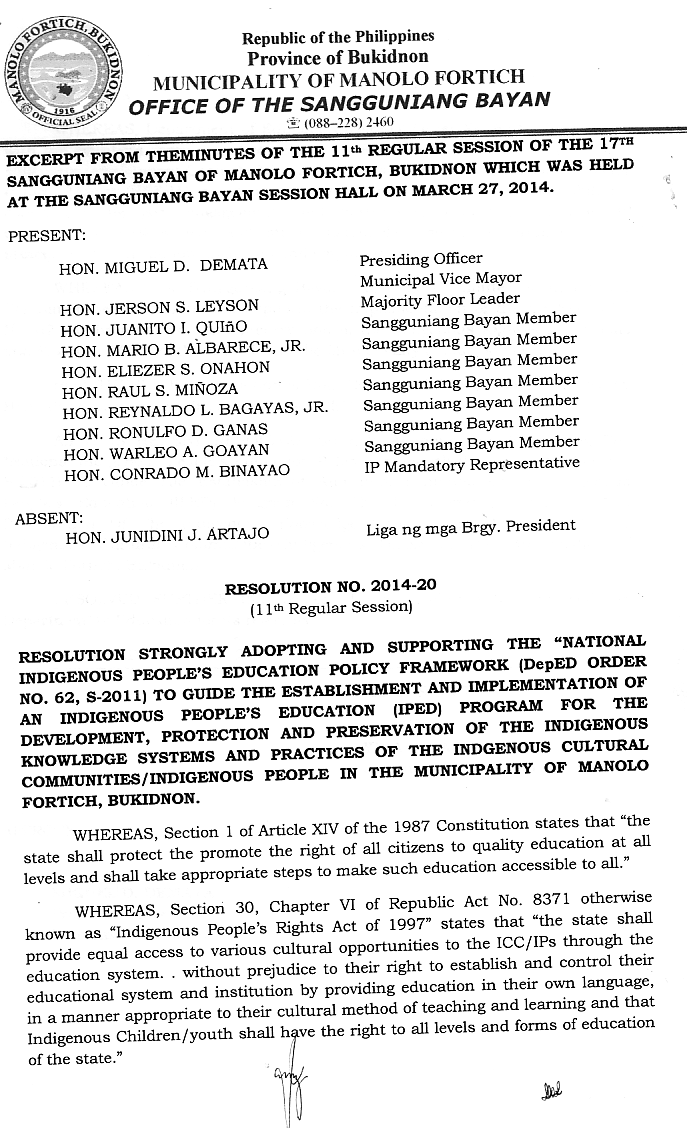 MANOLO FORTICH, BUKIDNON
1916
OFFICIAL SEAL
Republic of the Philippines
Province of Bukidnon
MUNICIPALITY OF MANOLO FORTICH
OFFICE OF THE SANGGUNIANG BAYAN
☏ (088–228) 2460
EXCERPT FROM THEMINUTES OF THE 11th REGULAR SESSION OF THE 17TH
SANGGUNIANG BAYAN OF MANOLO FORTICH, BUKIDNON WHICH WAS HELD
AT THE SANGGUNIANG BAYAN SESSION HALL ON MARCH 27, 2014.
PRESENT:
HON. MIGUEL D. DEMATA Presiding Officer
Municipal Vice Mayor
HON. JERSON S. LEYSON Majority Floor Leader
HON. JUANITO I. QUIñO Sangguniang Bayan Member
HON. MARIO B. ALBARECE, JR. Sangguniang Bayan Member
HON. ELIEZER S. ONAHON Sangguniang Bayan Member
HON. RAUL S. MIÑOZA Sangguniang Bayan Member
HON. REYNALDO L. BAGAYAS, JR. Sangguniang Bayan Member
HON. RONULFO D. GANAS Sangguniang Bayan Member
HON. WARLEO A. GOAYAN Sangguniang Bayan Member
HON. CONRADO M. BINAYAO IP Mandatory Representative
ABSENT:
HON. JUNIDINI J. ARTAJO Liga ng mga Brgy. President
RESOLUTION NO. 2014-20
(11th Regular Session)
RESOLUTION STRONGLY ADOPTING AND SUPPORTING THE “NATIONAL
INDIGENOUS PEOPLE’S EDUCATION POLICY FRAMEWORK (DepED ORDER
NO. 62, S-2011) TO GUIDE THE ESTABLISHMENT AND IMPLEMENTATION OF
AN INDIGENOUS PEOPLE’S EDUCATION (IPED) PROGRAM FOR THE
DEVELOPMENT, PROTECTION AND PRESERVATION OF THE INDIGENOUS
KNOWLEDGE SYSTEMS AND PRACTICES OF THE INDGENOUS CULTURAL
COMMUNITIES/INDIGENOUS PEOPLE IN THE MUNICIPALITY OF MANOLO
FORTICH, BUKIDNON.
WHEREAS, Section 1 of Article XIV of the 1987 Constitution states that “the
state shall protect the promote the right of all citizens to quality education at all
levels and shall take appropriate steps to make such education accessible to all.”
WHEREAS, Section 30, Chapter VI of Republic Act No. 8371 otherwise
known as “Indigenous People’s Rights Act of 1997” states that “the state shall
provide equal access to various cultural opportunities to the ICC/IPs through the
education system. . without prejudice to their right to establish and control their
educational system and institution by providing education in their own language,
in a manner appropriate to their cultural method of teaching and learning and that
Indigenous Children/youth shall have the right to all levels and forms of education
of the state.”